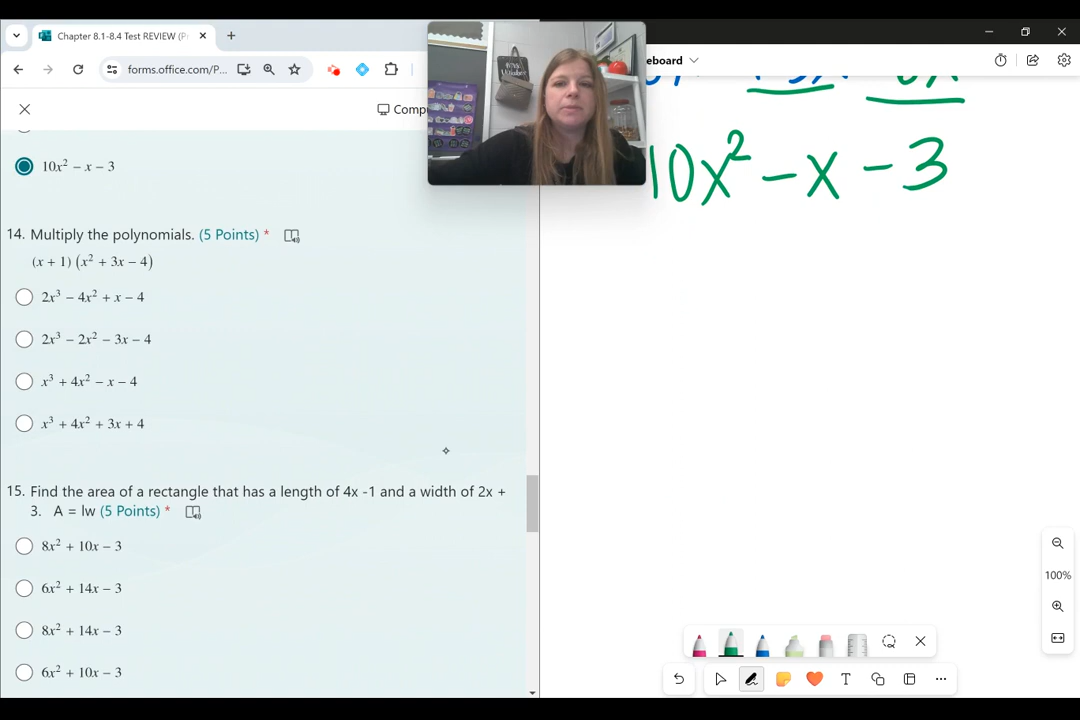 Chapter 8.1-8.4 Test REVIEW (P
forms.office.com/P...
Comp
eboard
10x² − x − 3
10x² − x − 3
14. Multiply the polynomials. (5 Points) *
(x + 1) (x² + 3x − 4)
2x³ − 4x² + x − 4
2x³ − 2x² − 3x − 4
x³ + 4x² − x − 4
x³ + 4x² + 3x + 4
15. Find the area of a rectangle that has a length of 4x -1 and a width of 2x +
3. A = lw (5 Points) *
8x² + 10x − 3
6x² + 14x − 3
8x² + 14x − 3
6x² + 10x − 3
100%
T